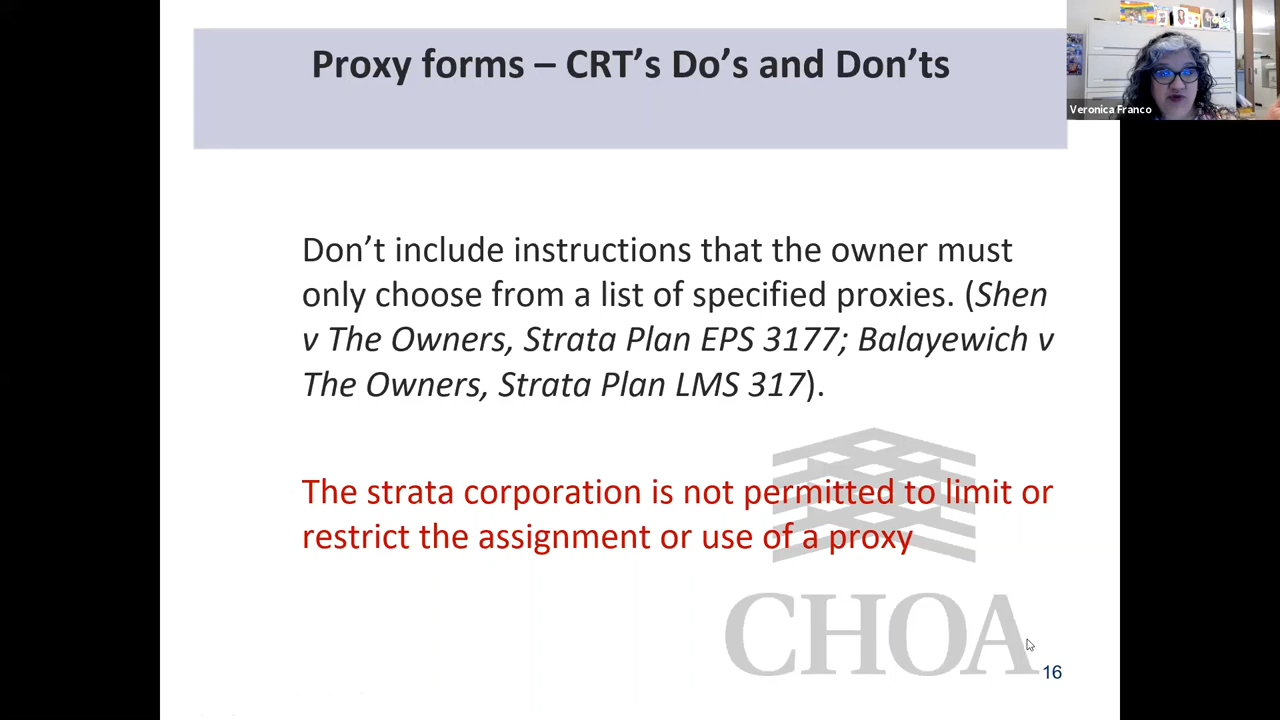 Proxy forms – CRT’s Do’s and Don’ts
Veronica Franco
Don’t include instructions that the owner must
only choose from a list of specified proxies. (Shen
v The Owners, Strata Plan EPS 3177; Balayewich v
The Owners, Strata Plan LMS 317).
The strata corporation is not permitted to limit or
restrict the assignment or use of a proxy
CHOA
16